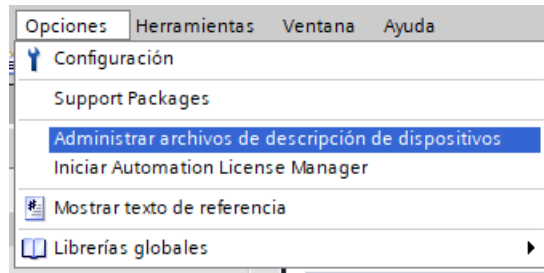 Opciones Herramientas Ventana Ayuda
Configuración
Support Packages
Administrar archivos de descripción de dispositivos
Iniciar Automation License Manager
Mostrar texto de referencia
Librerías globales